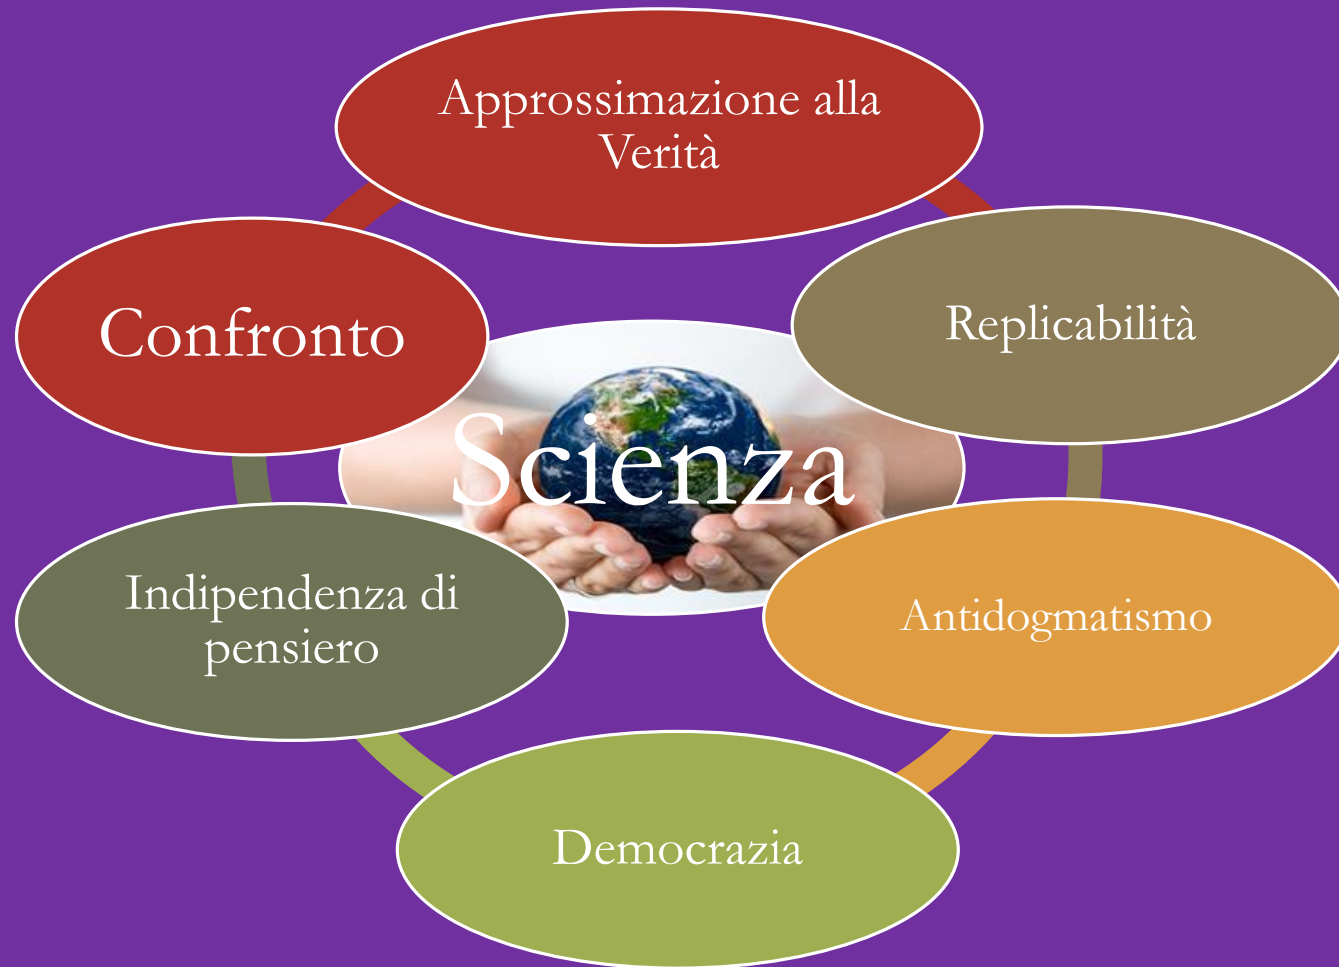 Approssimazione alla
Verità
Confronto
Replicabilità
Scienza
Indipendenza di
pensiero
Antidogmatismo
Democrazia